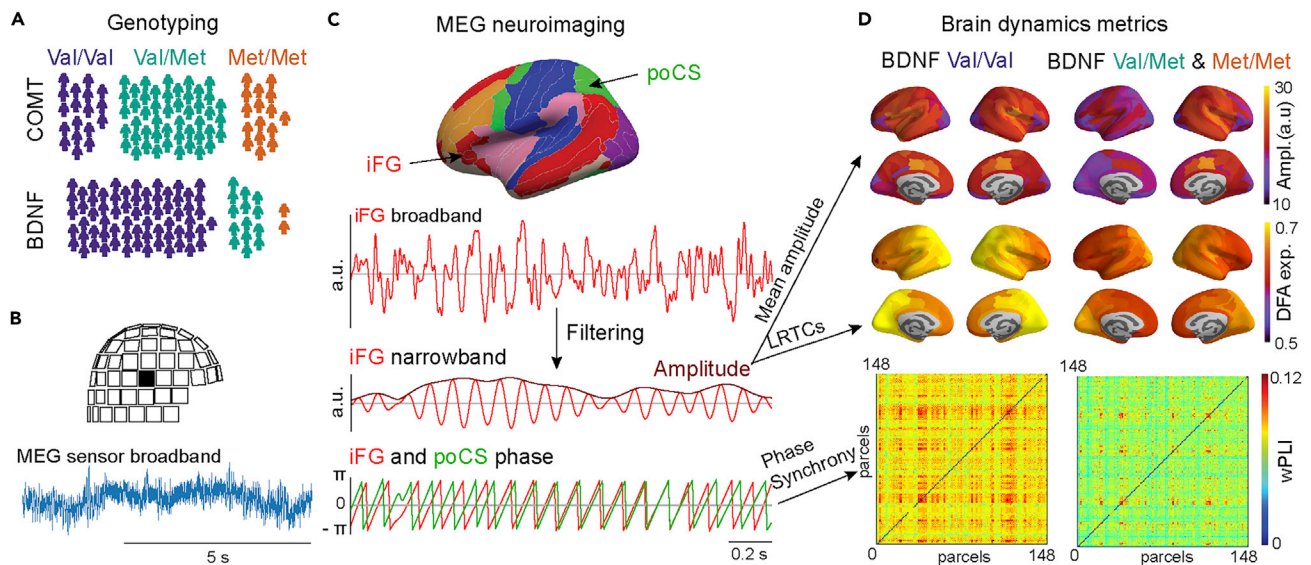 A
Genotyping
Val/Val Val/Met Met/Met
COMT
BDNF
B
MEG sensor broadband
5 s
C
MEG neuroimaging
poCS
iFG
iFG broadband
a.u.
Filtering
iFG narrowband
Amplitude
a.u.
iFG and poCS phase
π
0
- π
0.2 s
Mean amplitude
LRTCs
Phase
Synchrony
D
Brain dynamics metrics
BDNF Val/Val
BDNF Val/Met & Met/Met
30
Ampl.(a.u)
10
0.7
DFA exp.
0.5
148
parcels
0 parcels 148
148
0 parcels 148
0.12
wPLI
0